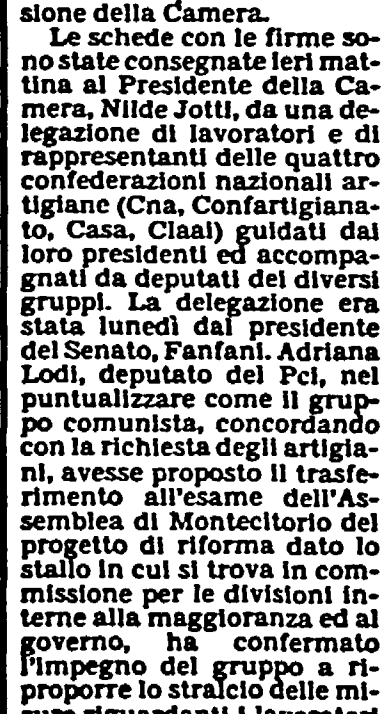 sione della Camera.
Le schede con le firme so-
no state consegnate ieri mat-
tina al Presidente della Ca-
mera, Nilde Jotti, da una de-
legazione di lavoratori e di
rappresentanti delle quattro
confederazioni nazionali ar-
tigiane (Cna, Confartigiana-
to, Casa, Claai) guidati dai
loro presidenti ed accompa-
gnati da deputati dei diversi
gruppi. La delegazione era
stata lunedì dal presidente
del Senato, Fanfani. Adriana
Lodi, deputato del Pci, nel
puntualizzare come il grup-
po comunista, concordando
con la richiesta degli artigia-
ni, avesse proposto il trasfe-
rimento all'esame dell'As-
semblea di Montecitorio del
progetto di riforma dato lo
stallo in cui si trova in com-
missione per le divisioni in-
terne alla maggioranza ed al
governo, ha confermato
l'impegno del gruppo a ri-
proporre lo stralcio delle mi-
sure riguardanti i lavoratori